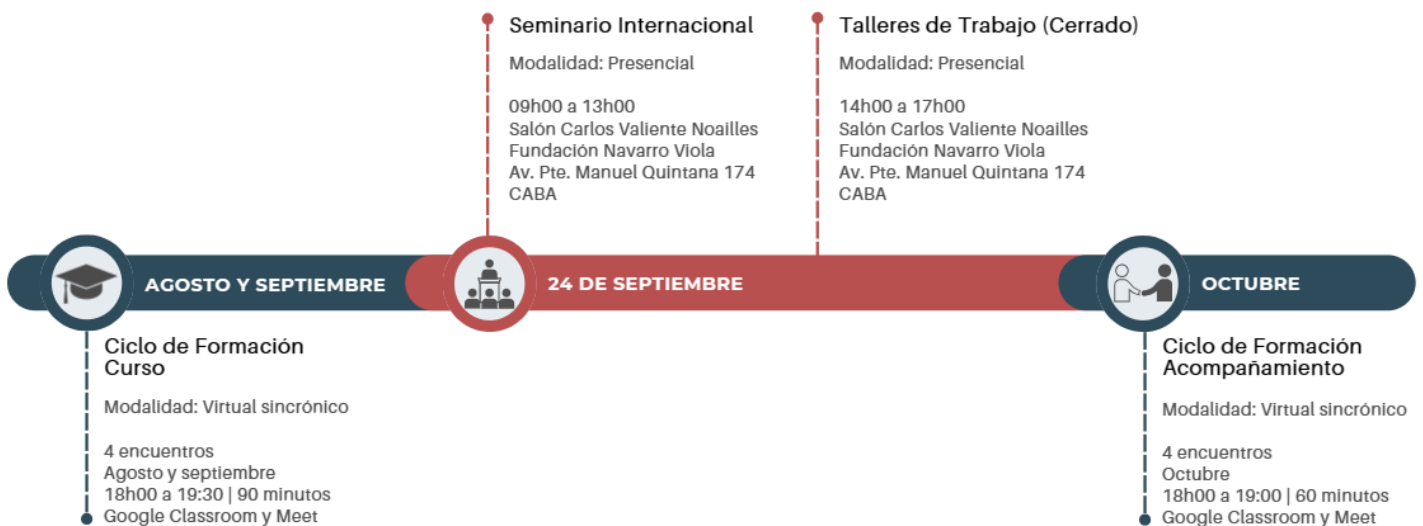 Seminario Internacional
Modalidad: Presencial
09h00 a 13h00
Salón Carlos Valiente Noailles
Fundación Navarro Viola
Av. Pte. Manuel Quintana 174
CABA
Talleres de Trabajo (Cerrado)
Modalidad: Presencial
14h00 a 17h00
Salón Carlos Valiente Noailles
Fundación Navarro Viola
Av. Pte. Manuel Quintana 174
CABA
AGOSTO Y SEPTIEMBRE
24 DE SEPTIEMBRE
OCTUBRE
Ciclo de Formación
Curso
Modalidad: Virtual sincrónico
4 encuentros
Agosto y septiembre
18h00 a 19:30 | 90 minutos
Google Classroom y Meet
Ciclo de Formación
Acompañamiento
Modalidad: Virtual sincrónico
4 encuentros
Octubre
18h00 a 19:00 | 60 minutos
Google Classroom y Meet